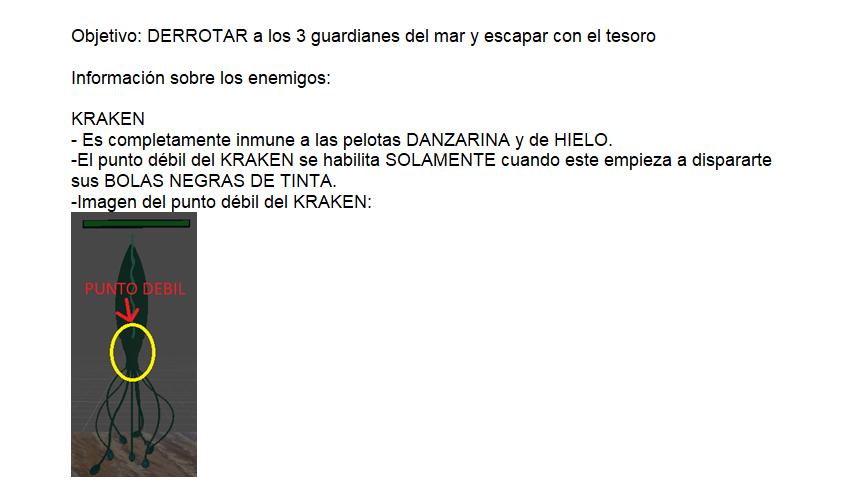 Objetivo: DERROTAR a los 3 guardianes del mar y escapar con el tesoro
Información sobre los enemigos:
KRAKEN
- Es completamente inmune a las pelotas DANZARINA y de HIELO.
-El punto débil del KRAKEN se habilita SOLAMENTE cuando este empieza a dispararte
sus BOLAS NEGRAS DE TINTA.
-Imagen del punto débil del KRAKEN:
PUNTO DEBIL